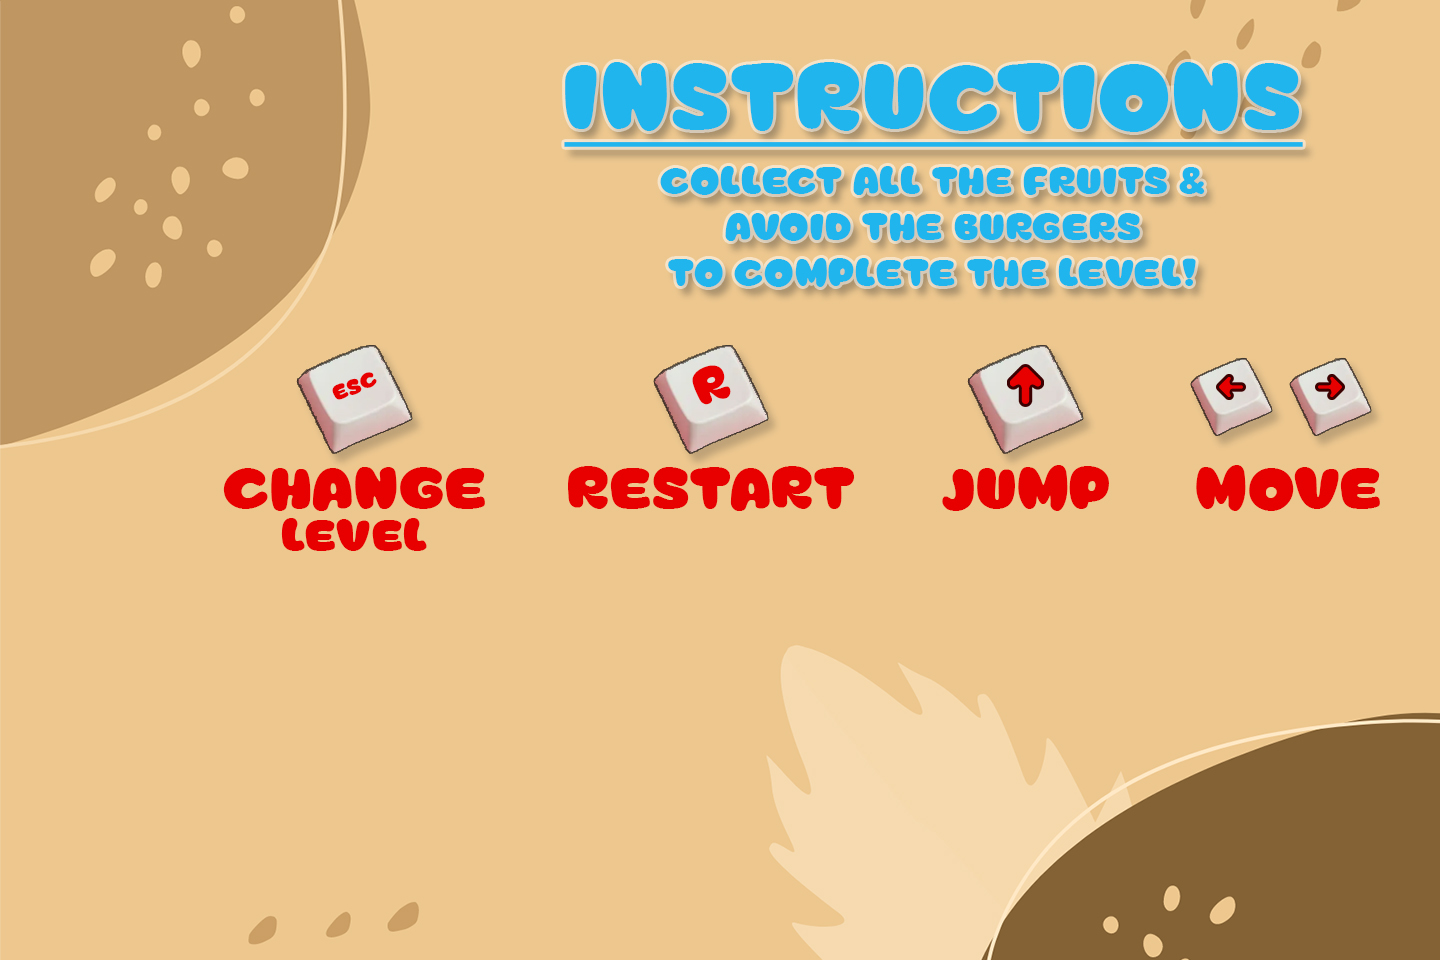 INSTRUCTIONS
COLLECT ALL THE FRUITS &
AVOID THE BURGERS
TO COMPLETE THE LEVEL!
ESC
R
CHANGE
LEVEL
RESTART
JUMP
MOVE